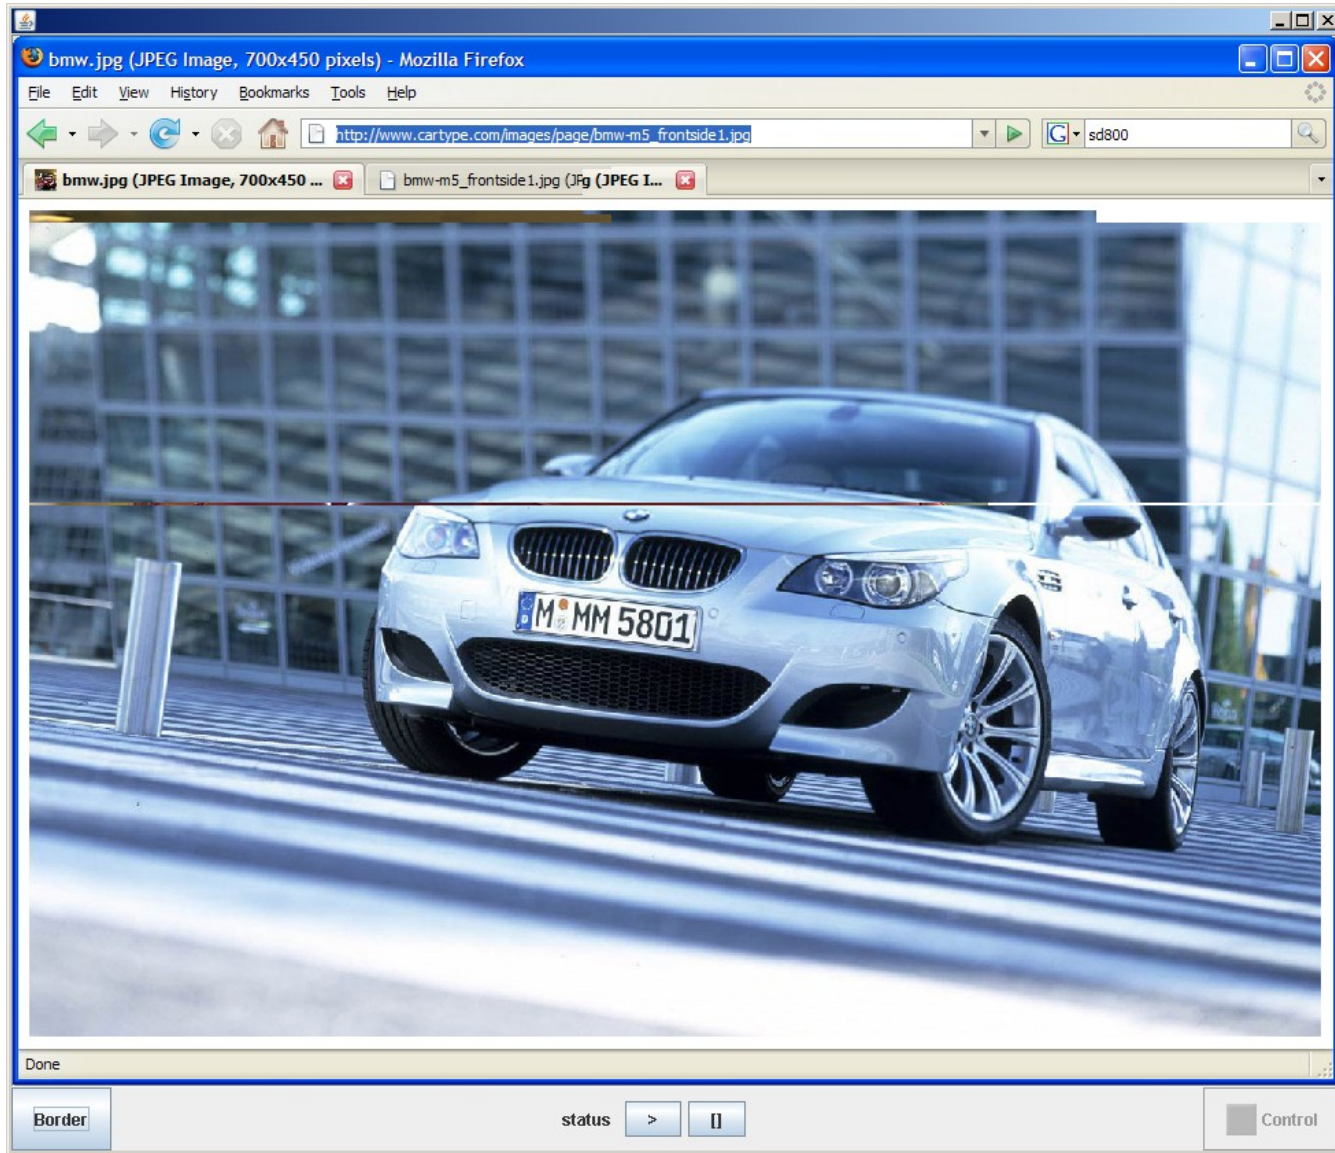 bmw.jpg (JPEG Image, 700x450 pixels) - Mozilla Firefox
File Edit View History Bookmarks Tools Help
http://www.cartype.com/images/page/bmw-m5_frontside1.jpg G sd800
bmw.jpg (JPEG Image, 700x450 ... bmw-m5_frontside1.jpg (JPg (JPEG I...
M MM 5801
Done
Border status > [] Control